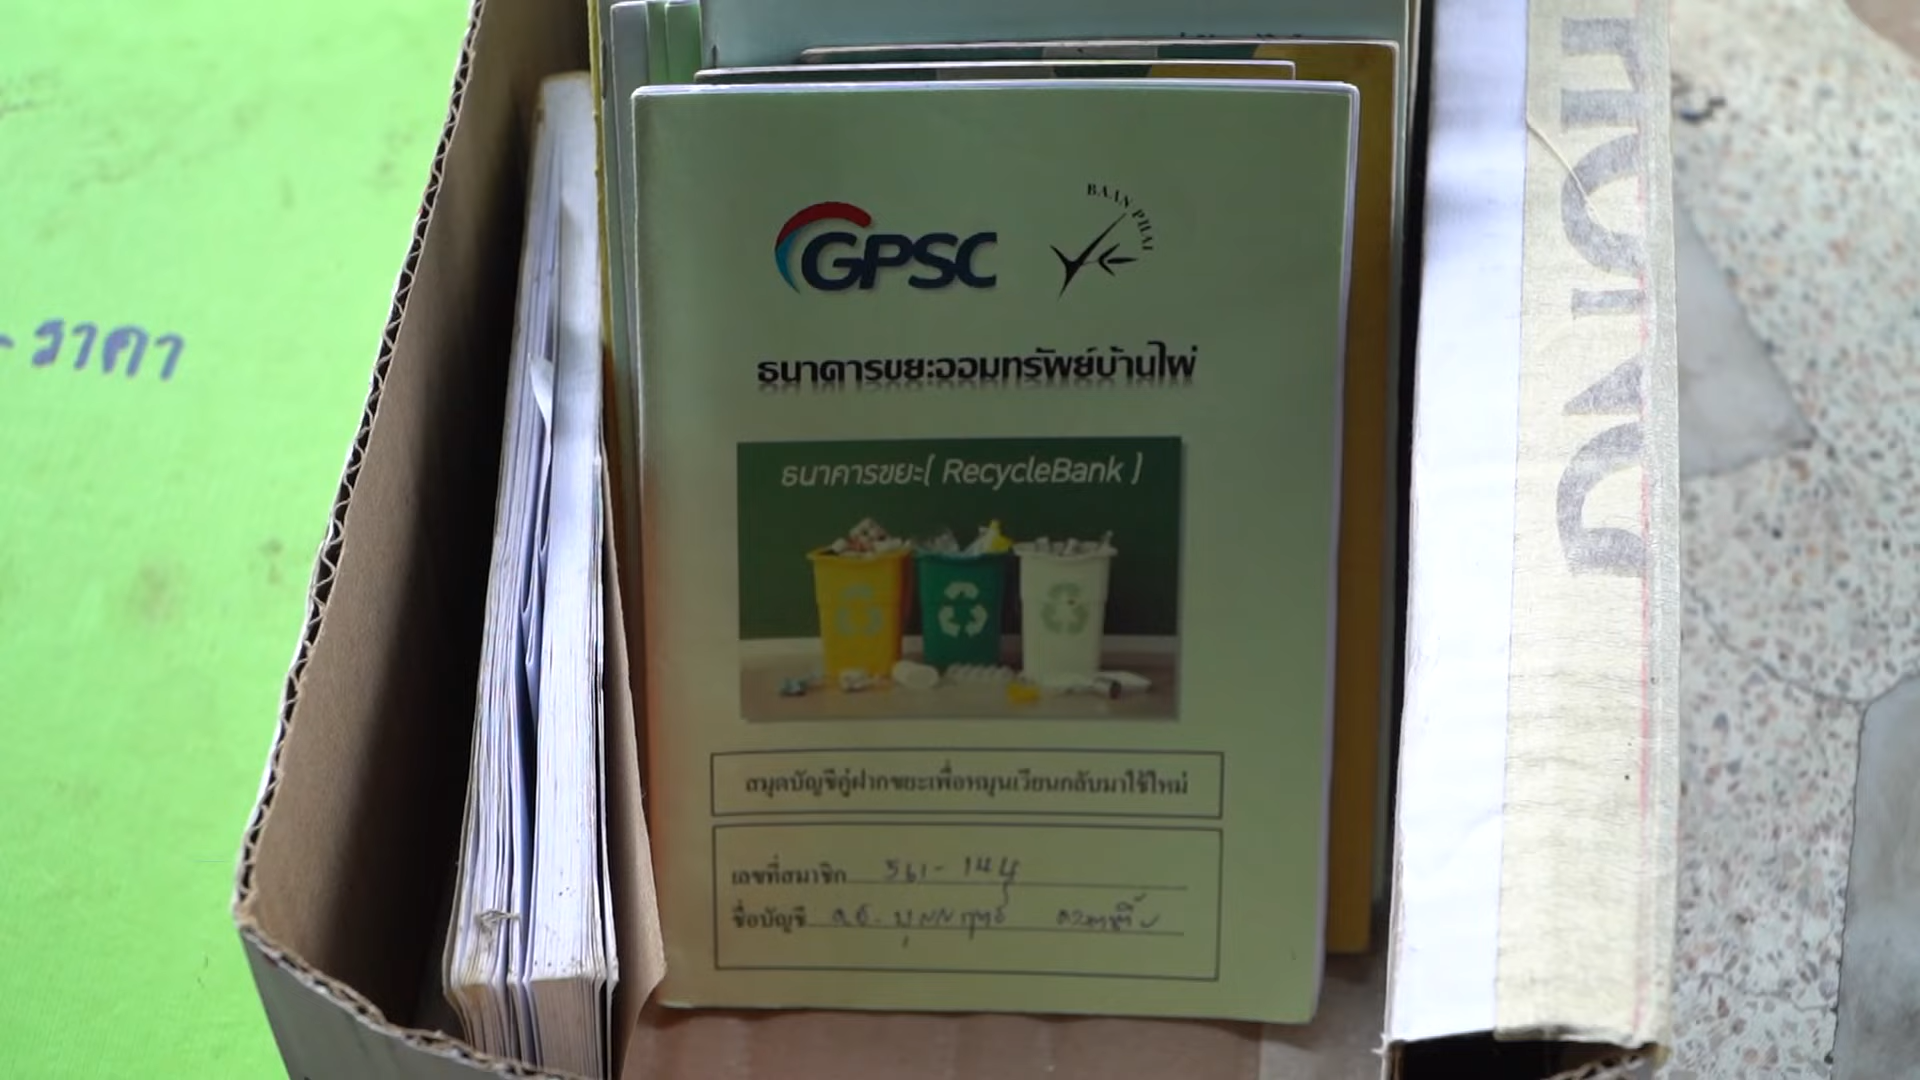 - ราคา
GPSC
BAAN PHAI
ธนาคารขยะออมทรัพย์บ้านไผ่
ธนาคารขยะ( RecycleBank )
สมุดบัญชีคู่ฝากขยะเพื่อหมุนเวียนกลับมาใช้ใหม่
เลขที่สมาชิก 561-144
ชื่อบัญชี ด.ช.